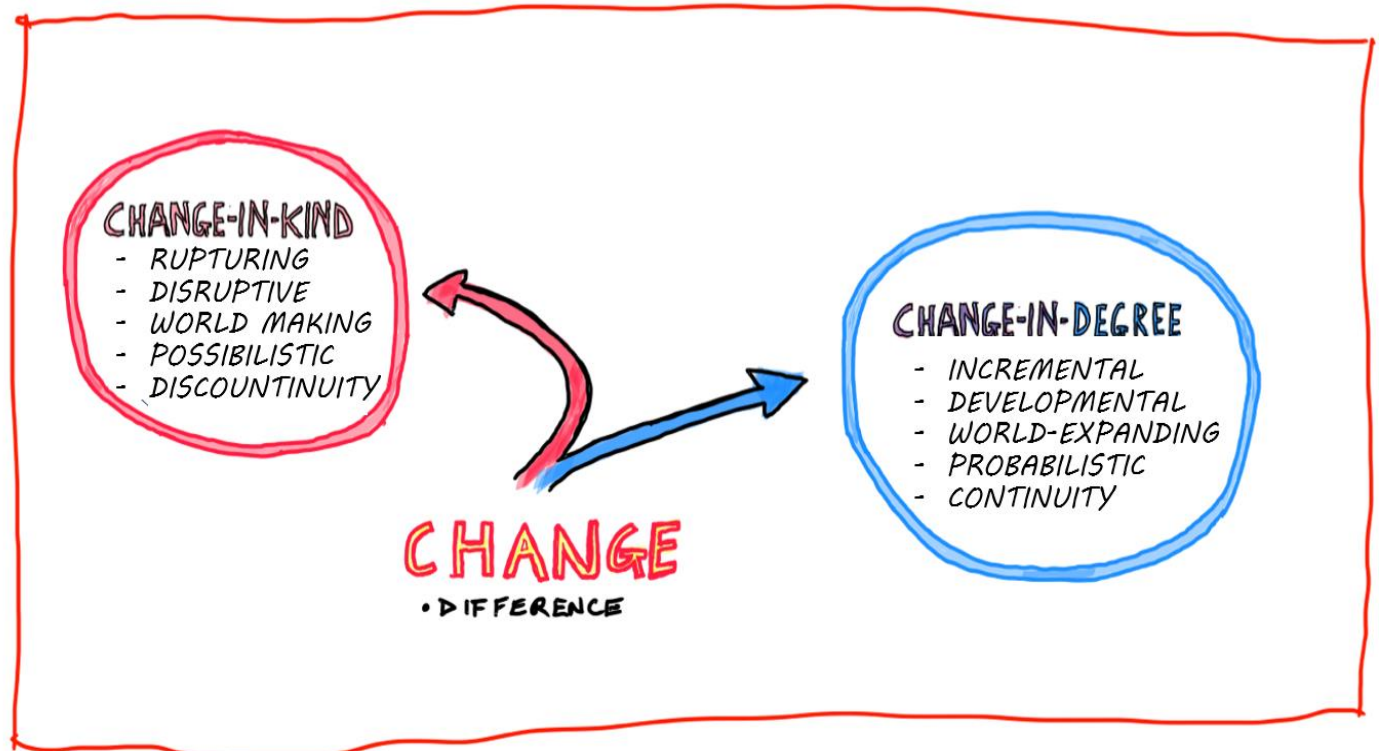 CHANGE-IN-KIND
- RUPTURING
- DISRUPTIVE
- WORLD MAKING
- POSSIBILISTIC
- DISCOUNTINUITY
CHANGE-IN-DEGREE
- INCREMENTAL
- DEVELOPMENTAL
- WORLD-EXPANDING
- PROBABILISTIC
- CONTINUITY
CHANGE
• DIFFERENCE